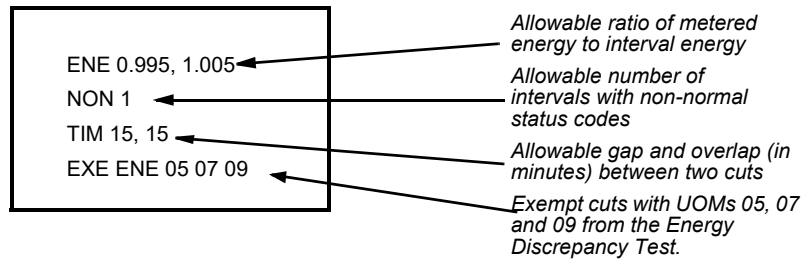 ENE 0.995, 1.005
NON 1
TIM 15, 15
EXE ENE 05 07 09
Allowable ratio of metered
energy to interval energy
Allowable number of
intervals with non-normal
status codes
Allowable gap and overlap (in
minutes) between two cuts
Exempt cuts with UOMs 05, 07
and 09 from the Energy
Discrepancy Test.